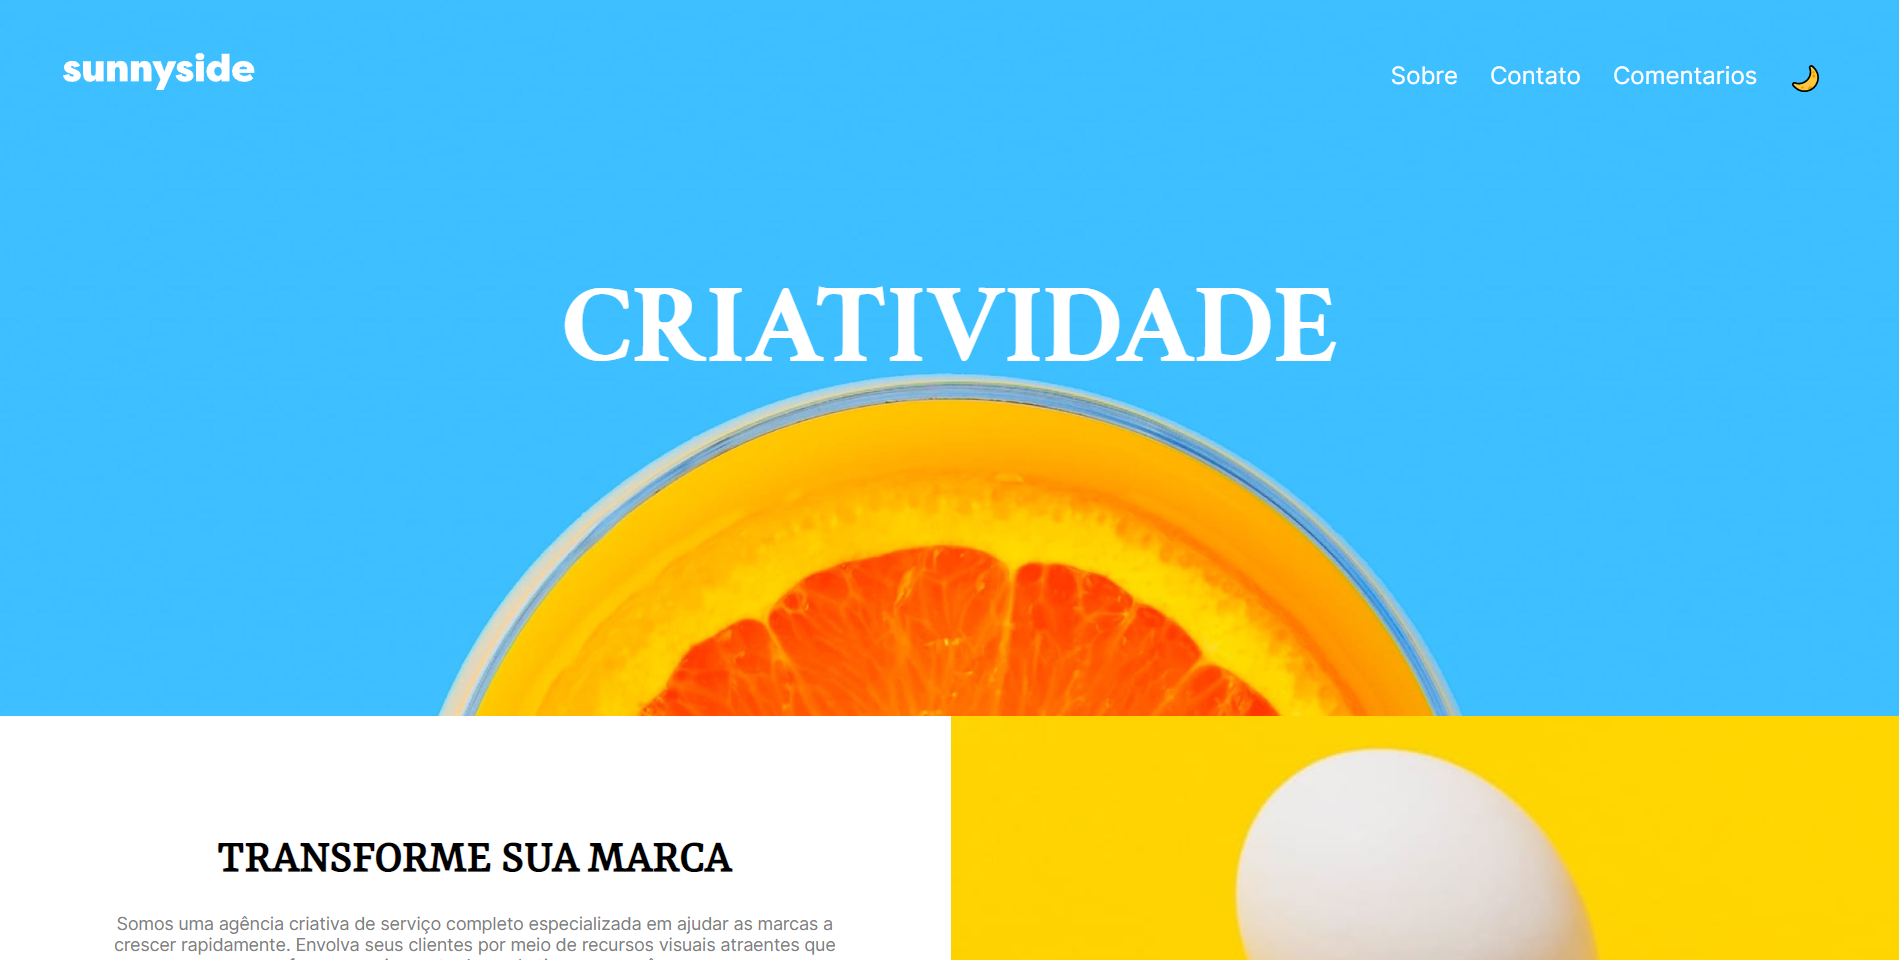 sunnyside
Sobre Contato Comentarios
CRIATIVIDADE
TRANSFORME SUA MARCA
Somos uma agência criativa de serviço completo especializada em ajudar as marcas a
crescer rapidamente. Envolva seus clientes por meio de recursos visuais atraentes que